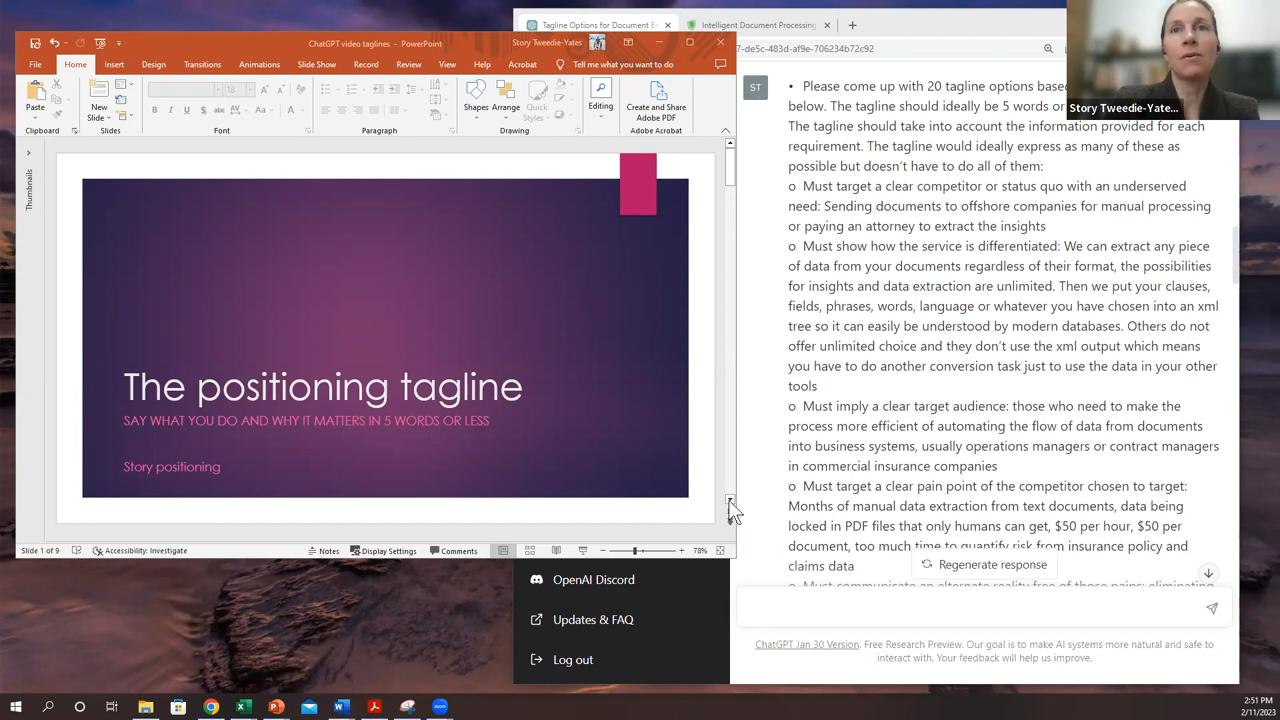 Tagline Options for Document E
Intelligent Document Processing
7-de5c-483d-af9e-706234b72c92
ChatGPT video taglines - PowerPoint
Story Tweedie-Yates
File
Home
Insert
Design
Transitions
Animations
Slide Show
Record
Review
View
Help
Acrobat
Tell me what you want to do
Paste
New
Slide
18
Shapes
Arrange
Quick
Styles
Editing
Create and Share
Adobe PDF
Clipboard
Slides
Font
Paragraph
Drawing
Adobe Acrobat
Thumbnails
The positioning tagline
SAY WHAT YOU DO AND WHY IT MATTERS IN 5 WORDS OR LESS
Story positioning
Slide 1 of 9
Accessibility: Investigate
Notes
Display Settings
Comments
78%
OpenAI Discord
Updates & FAQ
Log out
ST
• Please come up with 20 tagline options base
below. The tagline should ideally be 5 words or
The tagline should take into account the information provided for each
requirement. The tagline would ideally express as many of these as
possible but doesn't have to do all of them:
o Must target a clear competitor or status quo with an underserved
need: Sending documents to offshore companies for manual processing
or paying an attorney to extract the insights
o Must show how the service is differentiated: We can extract any piece
of data from your documents regardless of their format, the possibilities
for insights and data extraction are unlimited. Then we put your clauses,
fields, phrases, words, language or whatever you have chosen into an xml
tree so it can easily be understood by modern databases. Others do not
offer unlimited choice and they don't use the xml output which means
you have to do another conversion task just to use the data in your other
tools
o Must imply a clear target audience: those who need to make the
process more efficient of automating the flow of data from documents
into business systems, usually operations managers or contract managers
in commercial insurance companies
o Must target a clear pain point of the competitor chosen to target:
Months of manual data extraction from text documents, data being
locked in PDF files that only humans can get, $50 per hour, $50 per
document, too much time to quantify risk from insurance policy and
claims data
o Must communicate an alternate reality free of those pains: eliminating
Regenerate response
ChatGPT Jan 30 Version. Free Research Preview. Our goal is to make AI systems more natural and safe to
interact with. Your feedback will help us improve.
Story Tweedie-Yate...
2:51 PM
2/11/2023